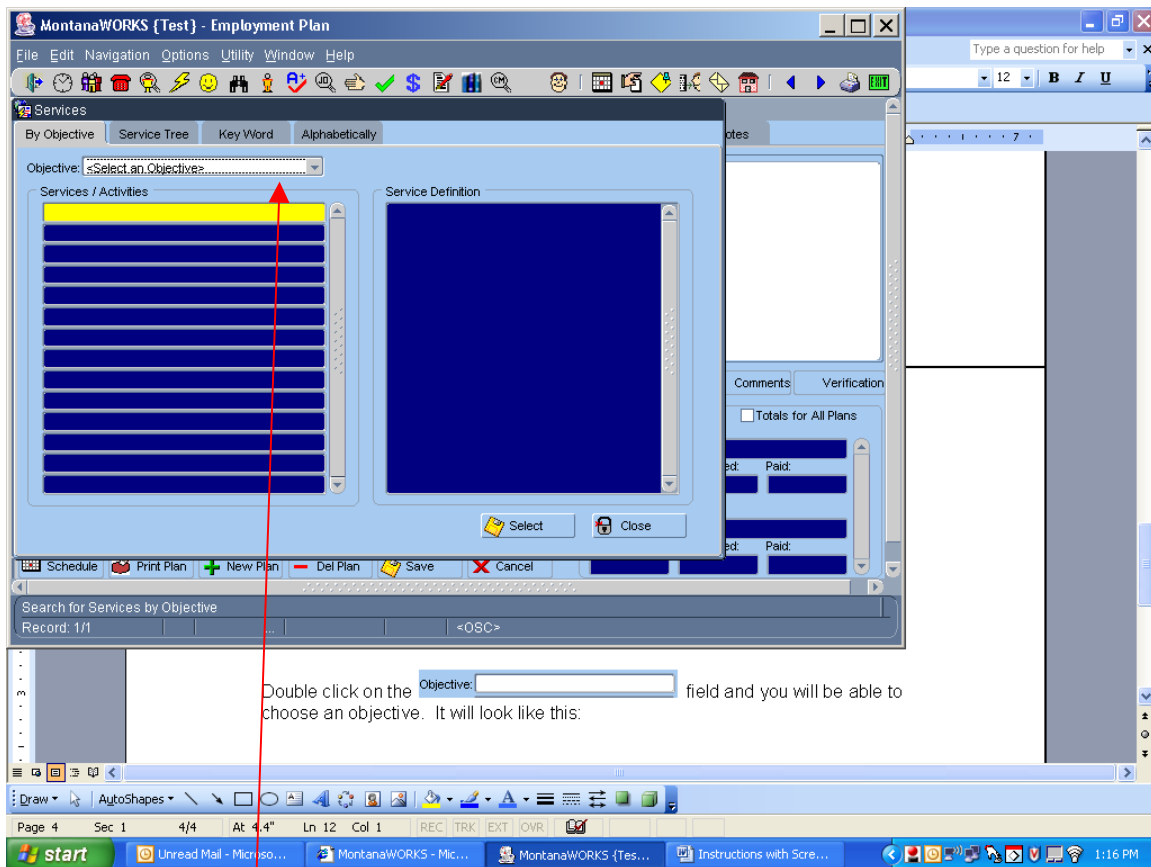 MontanaWORKS {Test} - Employment Plan
File Edit Navigation Options Utility Window Help
Type a question for help
12 B I U
Services
By Objective Service Tree Key Word Alphabetically
otes
7
Objective: <Select an Objective>
Services / Activities Service Definition
Comments Verification
Totals for All Plans
ed: Paid:
Select Close
ed: Paid:
Schedule Print Plan New Plan Del Plan Save Cancel
Search for Services by Objective
Record: 1/1 ... <OSC>
Double click on the Objective: field and you will be able to
choose an objective. It will look like this:
Draw AutoShapes
Page 4 Sec 1 4/4 At 4.4" Ln 12 Col 1 REC TRK EXT OVR
start Unread Mail - Microso... MontanaWORKS - Mic... MontanaWORKS {Tes... Instructions with Scre... 1:16 PM